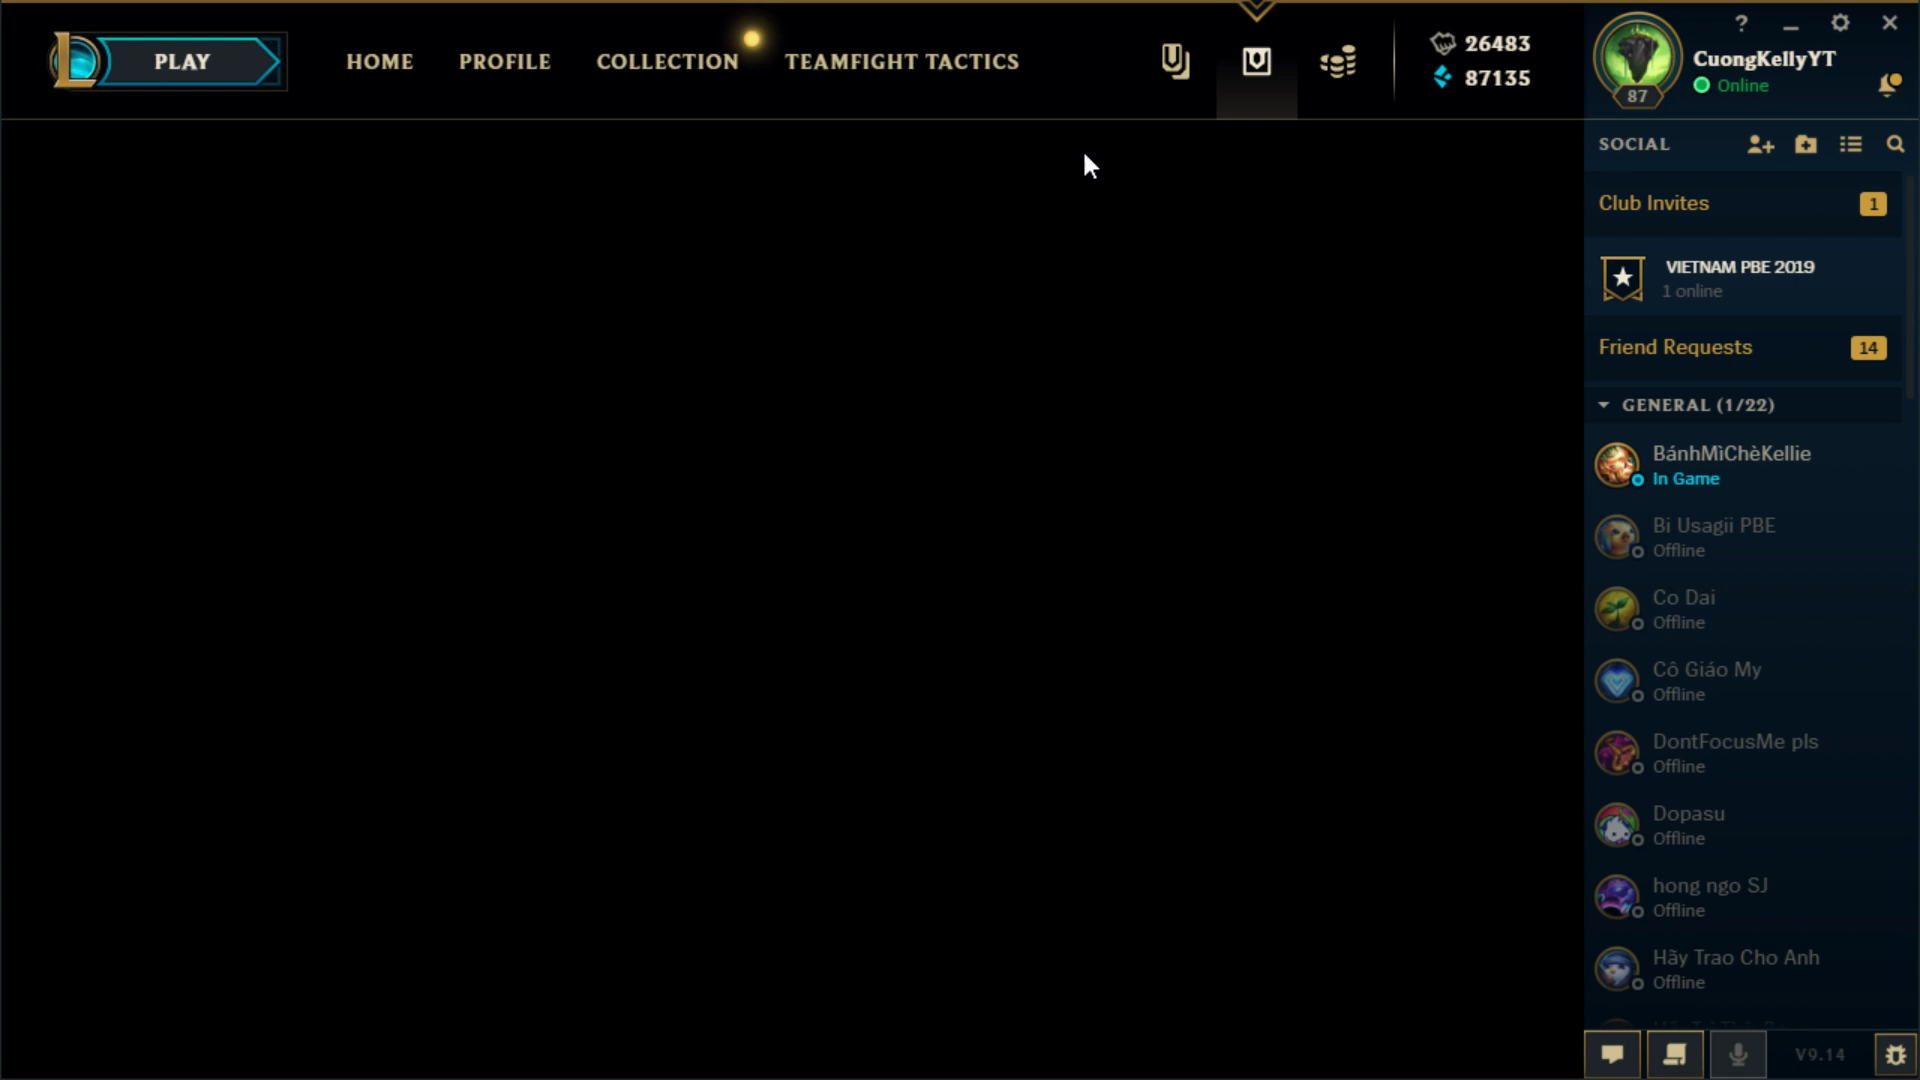 PLAY
HOME
PROFILE
COLLECTION
TEAMFIGHT TACTICS
26483
87135
?
CuongKellyYT
Online
87
SOCIAL
Club Invites
1
VIETNAM PBE 2019
1 online
Friend Requests
14
GENERAL (1/22)
BánhMìChèKellie
In Game
Bi Usagii PBE
Offline
Co Dai
Offline
Cô Giáo My
Offline
DontFocusMe pls
Offline
Dopasu
Offline
hong ngo SJ
Offline
Hãy Trao Cho Anh
Offline
V9.14